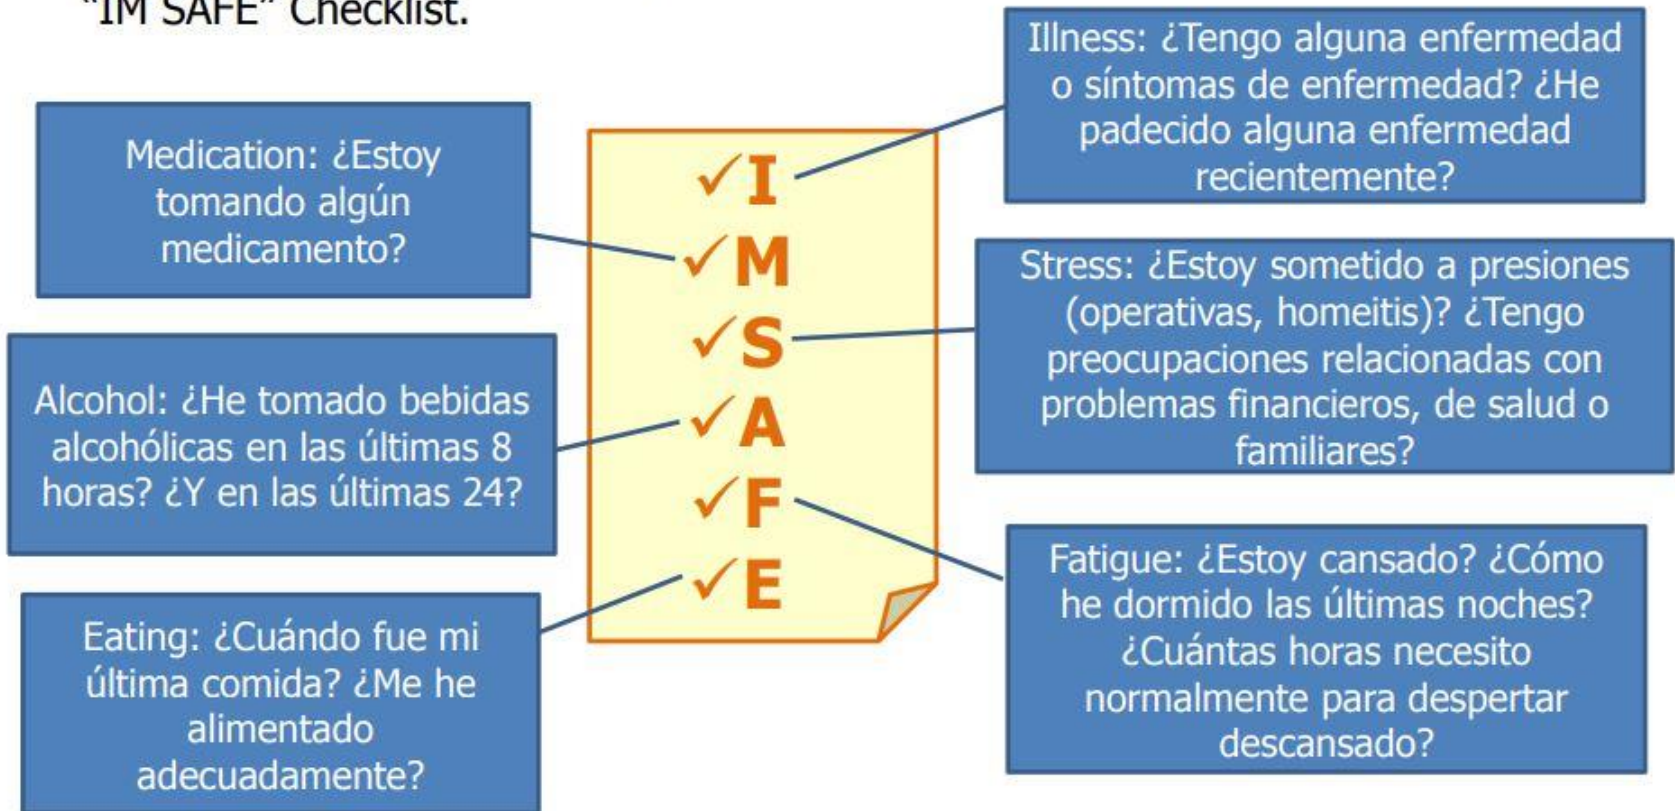 “IM SAFE” Checklist.
Illness: ¿Tengo alguna enfermedad
o síntomas de enfermedad? ¿He
padecido alguna enfermedad
recientemente?
Medication: ¿Estoy
tomando algún
medicamento?
✓I
✓M
✓S
✓A
✓F
✓E
Stress: ¿Estoy sometido a presiones
(operativas, homeitis)? ¿Tengo
preocupaciones relacionadas con
problemas financieros, de salud o
familiares?
Alcohol: ¿He tomado bebidas
alcohólicas en las últimas 8
horas? ¿Y en las últimas 24?
Fatigue: ¿Estoy cansado? ¿Cómo
he dormido las últimas noches?
¿Cuántas horas necesito
normalmente para despertar
descansado?
Eating: ¿Cuándo fue mi
última comida? ¿Me he
alimentado
adecuadamente?